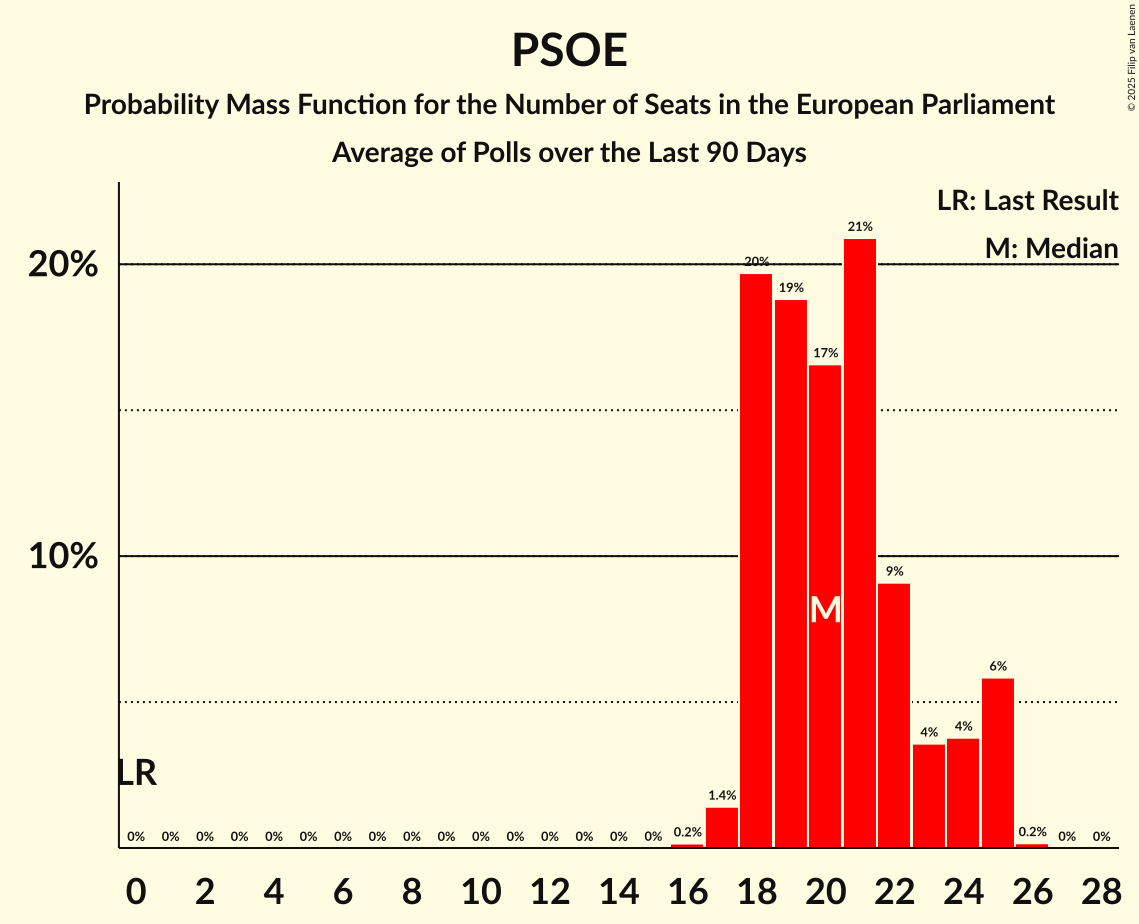 PSOE
Probability Mass Function for the Number of Seats in the European Parliament
Average of Polls over the Last 90 Days
© 2025 Filip van Laenen
LR: Last Result
M: Median
20%
10%
21%
20%
19%
17%
9%
6%
4%
4%
1.4%
0.2%
0.2%
M
LR
0% 0% 0% 0% 0% 0% 0% 0% 0% 0% 0% 0% 0% 0% 0% 0% 0% 0%
0 2 4 6 8 10 12 14 16 18 20 22 24 26 28